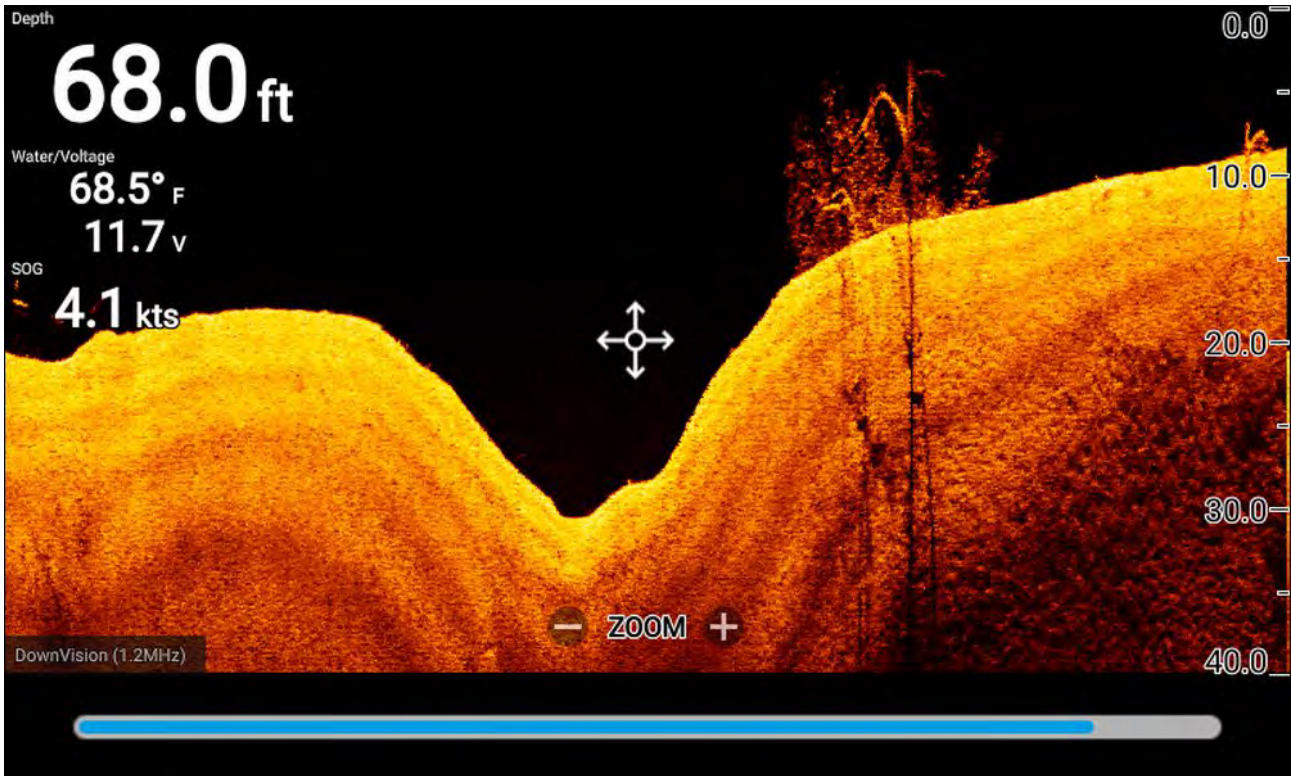 Depth
68.0 ft
Water/Voltage
68.5° F
11.7 V
SOG
4.1 kts
0.0
10.0
20.0
30.0
40.0
− ZOOM +
DownVision (1.2MHz)